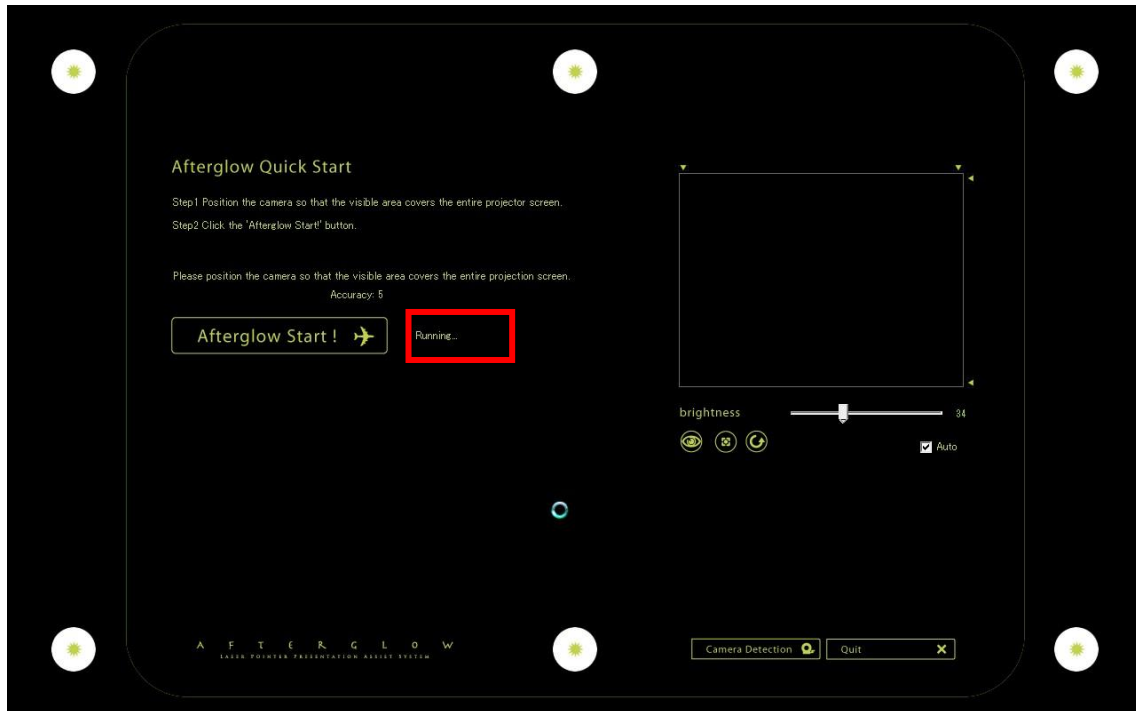 Afterglow Quick Start
Step1 Position the camera so that the visible area covers the entire projector screen.
Step2 Click the 'Afterglow Start!' button.
Please position the camera so that the visible area covers the entire projection screen.
Accuracy: 5
Afterglow Start !
Running...
brightness
34
Auto
AFTERGLOW
LASER POINTER PRESENTATION ASSIST SYSTEM
Camera Detection
Quit